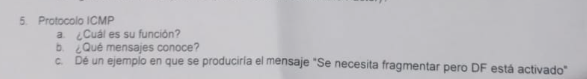 5. Protocolo ICMP
a. ¿Cuál es su función?
b. ¿Qué mensajes conoce?
c. Dé un ejemplo en que se produciría el mensaje "Se necesita fragmentar pero DF está activado"